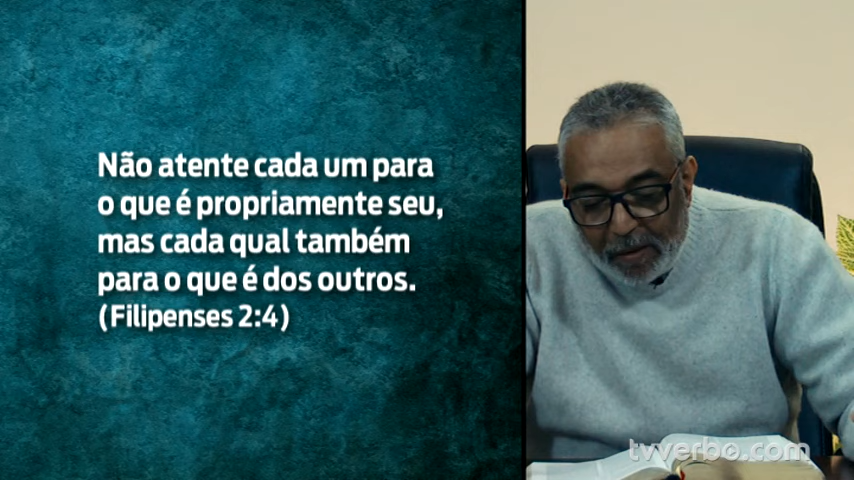 Não atente cada um para
o que é propriamente seu,
mas cada qual também
para o que é dos outros.
(Filipenses 2:4)
tvverbo.com